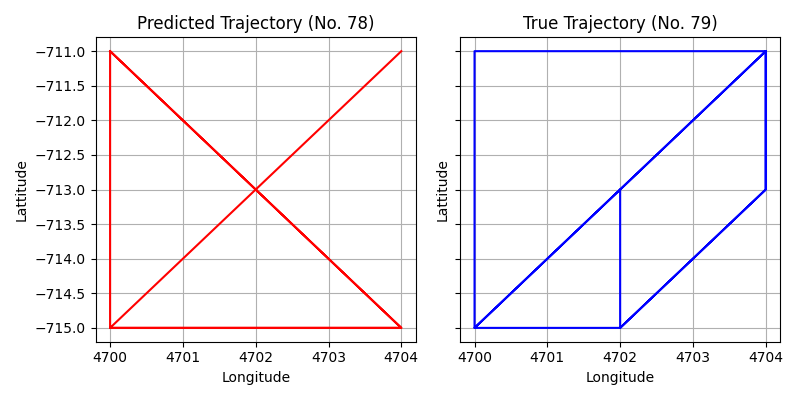 Predicted Trajectory (No. 78)
True Trajectory (No. 79)
−711.0
−711.5
−712.0
−712.5
−713.0
−713.5
−714.0
−714.5
−715.0
Lattitude
Lattitude
4700 4701 4702 4703 4704
4700 4701 4702 4703 4704
Longitude
Longitude